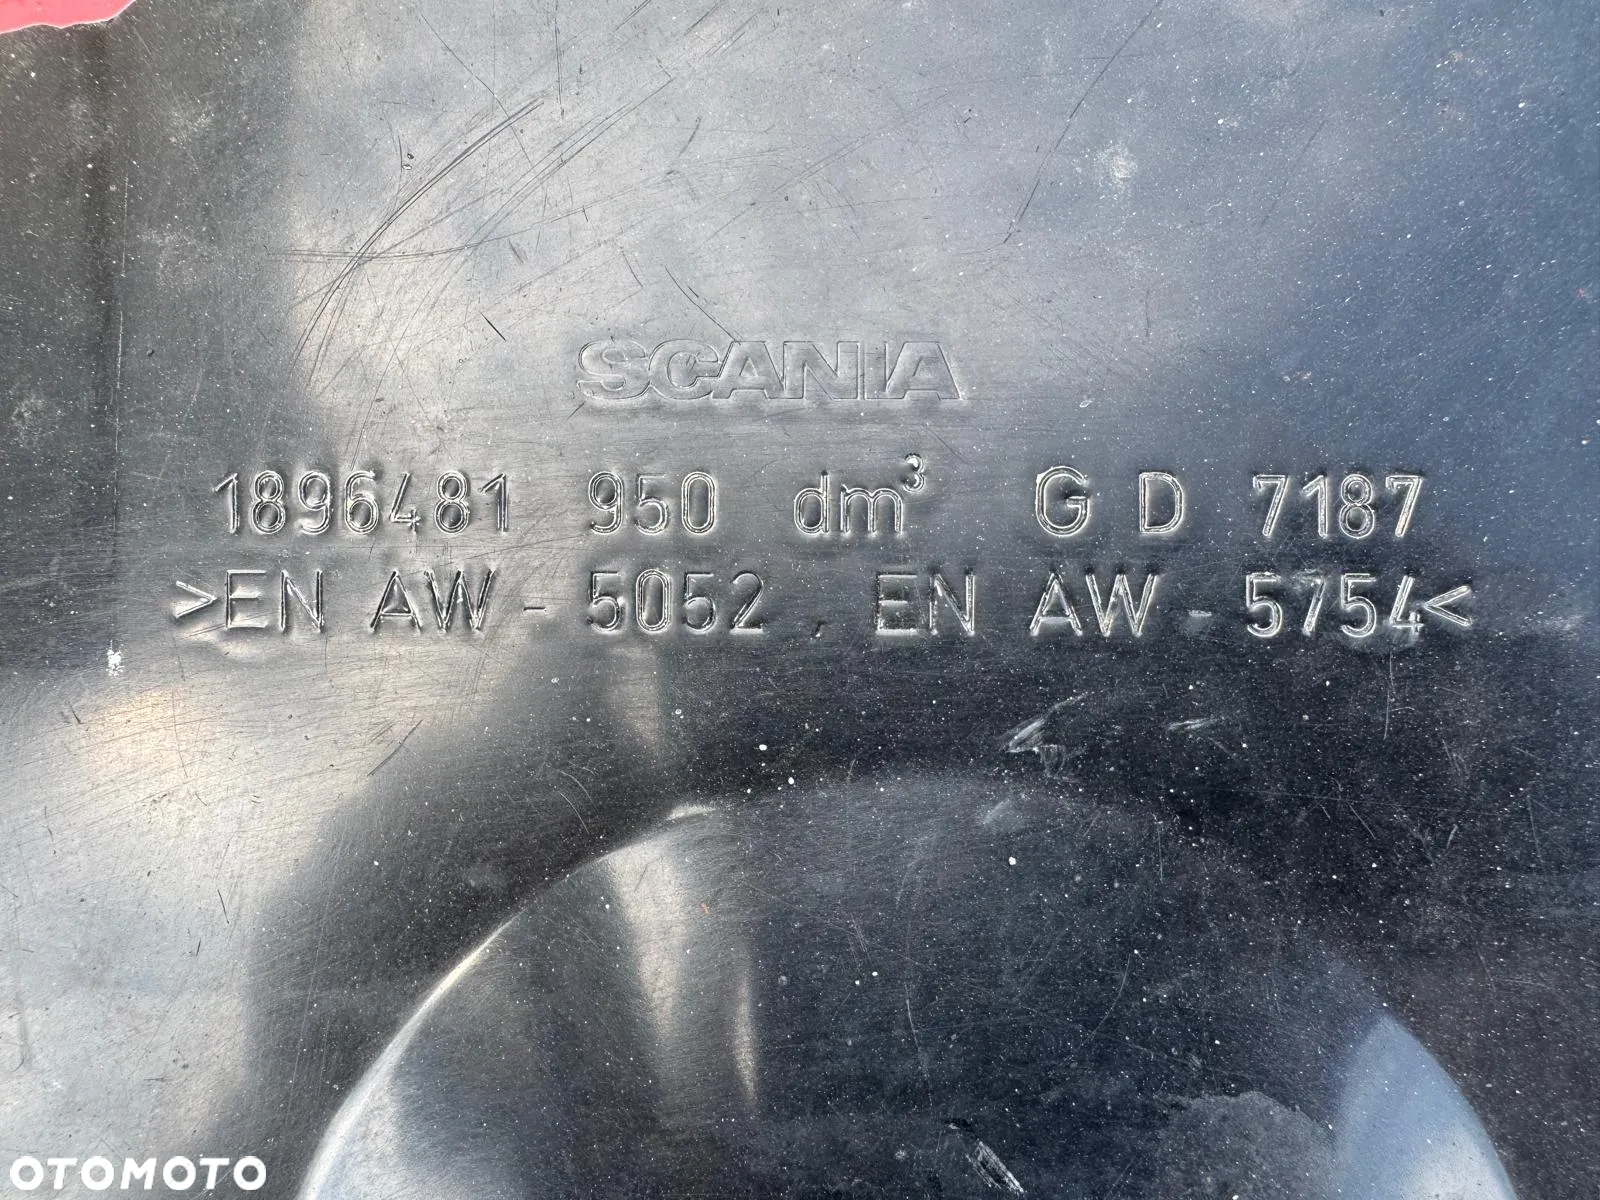 SCANIA
1896481 950 dm³ G D 7187
>EN AW - 5052 , EN AW - 5754<
OTOMOTO